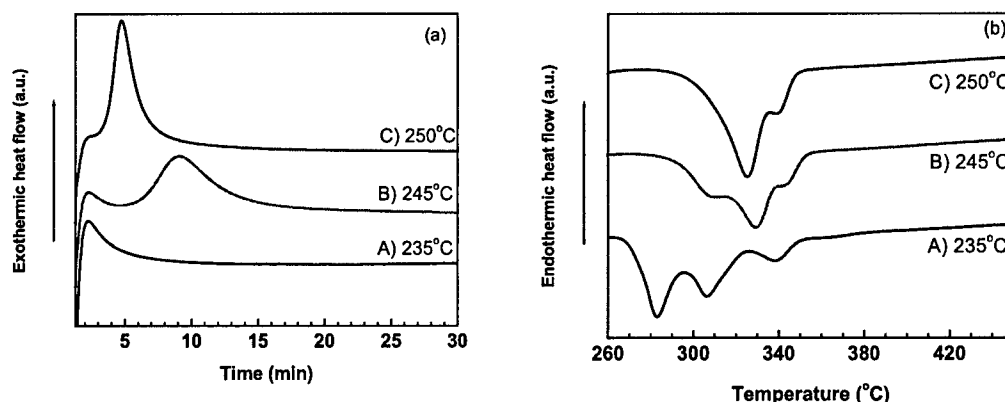 (a)
Exothermic heat flow (a.u.)
C) 250°C
B) 245°C
A) 235°C
5 10 15 20 25 30
Time (min)
(b)
Endothermic heat flow (a.u.)
C) 250°C
B) 245°C
A) 235°C
260 300 340 380 420
Temperature (°C)